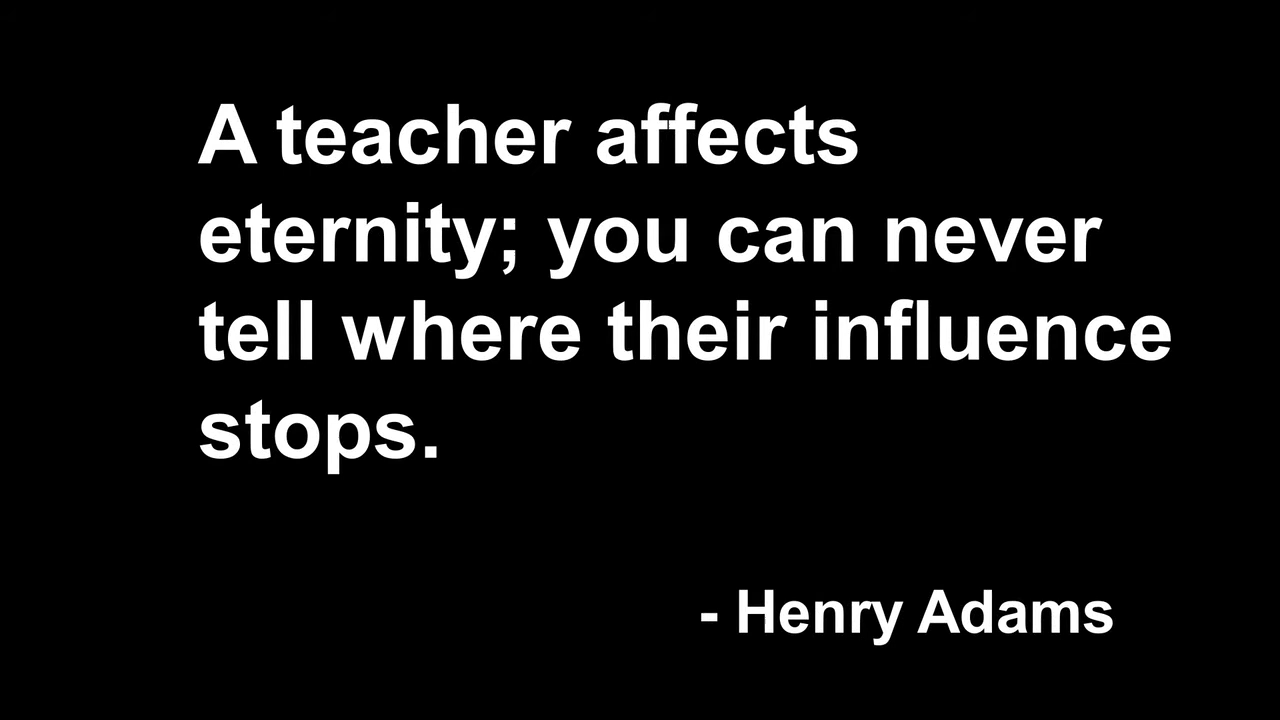 A teacher affects
eternity; you can never
tell where their influence
stops.
- Henry Adams